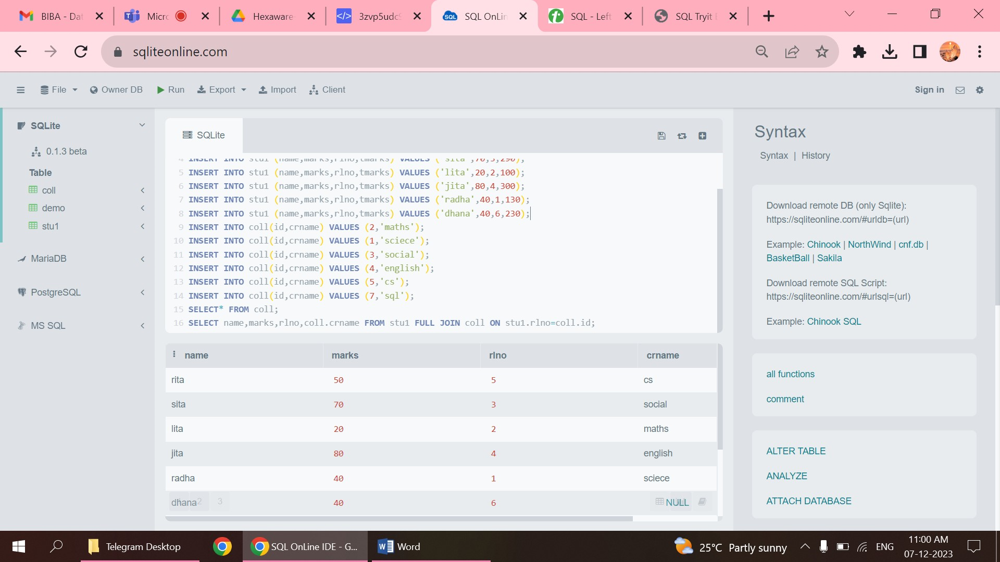 BIBA - Dat
Micro
Hexaware-
3zvp5udc9
SQL OnLin
SQL - Left
SQL Tryit E
sqliteonline.com
File
Owner DB
Run
Export
Import
Client
Sign in
SQLite
0.1.3 beta
Table
coll
demo
stu1
MariaDB
PostgreSQL
MS SQL
SQLite
4 INSERT INTO stu1 (name,marks,rlno,tmarks) VALUES ('sita',70,3,290);
5 INSERT INTO stu1 (name,marks,rlno,tmarks) VALUES ('lita',20,2,100);
6 INSERT INTO stu1 (name,marks,rlno,tmarks) VALUES ('jita',80,4,300);
7 INSERT INTO stu1 (name,marks,rlno,tmarks) VALUES ('radha',40,1,130);
8 INSERT INTO stu1 (name,marks,rlno,tmarks) VALUES ('dhana',40,6,230);
9 INSERT INTO coll(id,crname) VALUES (2,'maths');
10 INSERT INTO coll(id,crname) VALUES (1,'sciece');
11 INSERT INTO coll(id,crname) VALUES (3,'social');
12 INSERT INTO coll(id,crname) VALUES (4,'english');
13 INSERT INTO coll(id,crname) VALUES (5,'cs');
14 INSERT INTO coll(id,crname) VALUES (7,'sql');
15 SELECT* FROM coll;
16 SELECT name,marks,rlno,coll.crname FROM stu1 FULL JOIN coll ON stu1.rlno=coll.id;
name marks rlno crname
rita 50 5 cs
sita 70 3 social
lita 20 2 maths
jita 80 4 english
radha 40 1 sciece
dhana 40 6 NULL
2 3
Syntax
Syntax | History
Download remote DB (only Sqlite):
https://sqliteonline.com/#urldb=(url)
Example: Chinook | NorthWind | cnf.db |
BasketBall | Sakila
Download remote SQL Script:
https://sqliteonline.com/#urlsql=(url)
Example: Chinook SQL
all functions
comment
ALTER TABLE
ANALYZE
ATTACH DATABASE
Telegram Desktop
SQL OnLine IDE - G...
Word
25°C Partly sunny
ENG
11:00 AM
07-12-2023